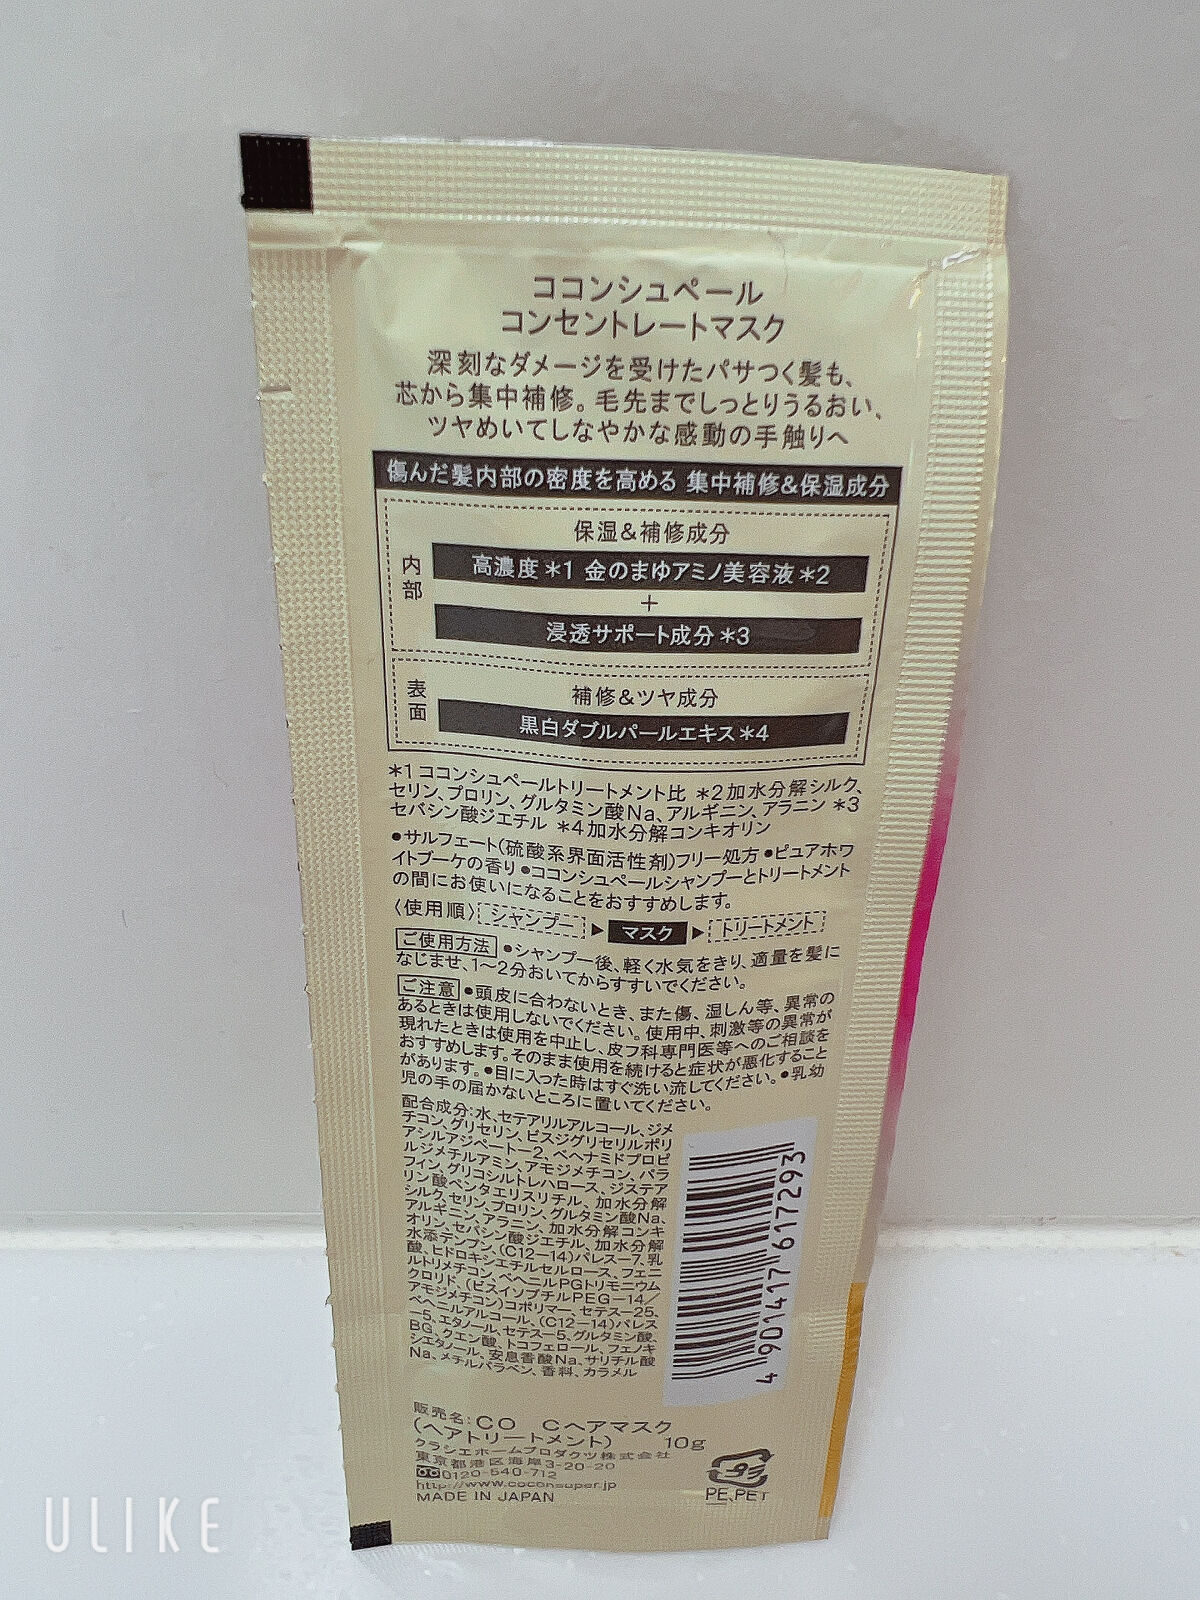 ココンシュペール
コンセントレートマスク
深刻なダメージを受けたパサつく髪も、
芯から集中補修。毛先までしっとりうるおい、
ツヤめいてしなやかな感動の手触りへ
傷んだ髪内部の密度を高める 集中補修&保湿成分
内部
保湿&補修成分
高濃度*1 金のまゆアミノ美容液*2
+
浸透サポート成分*3
表面
補修&ツヤ成分
黒白ダブルパールエキス*4
*1ココンシュペールトリートメント比 *2加水分解シルク、
セリン、プロリン、グルタミン酸Na、アルギニン、アラニン *3
セバシン酸ジエチル *4加水分解コンキオリン
●サルフェート(硫酸系界面活性剤)フリー処方●ピュアホワ
イトブーケの香り●ココンシュペールシャンプーとトリートメント
の間にお使いになることをおすすめします。
〈使用順〉シャンプー▶マスク▶トリートメント
ご使用方法 ●シャンプー後、軽く水気をきり、適量を髪に
なじませ、1〜2分おいてからすすいでください。
ご注意 ●頭皮に合わないとき、また傷、湿しん等、異常の
あるときは使用しないでください。使用中、刺激等の異常が
現れたときは使用を中止し、皮フ科専門医等へのご相談を
おすすめします。そのまま使用を続けると症状が悪化すること
があります。●目に入った時はすぐ洗い流してください。●乳幼
児の手の届かないところに置いてください。
配合成分:水、セテアリルアルコール、ジメ
チコン、グリセリン、ビスジグリセリルポリ
アシルアジペート-2、ベヘナミドプロピ
ルジメチルアミン、アモジメチコン、パラ
フイン、グリコシルトレハロース、ジステア
リン酸ペンタエリスリチル、加水分解
シルク、セリン、プロリン、グルタミン酸Na、
アルギニン、アラニン、加水分解コンキ
オリン、セバシン酸ジエチル、加水分解
水添デンプン、(C12-14)パレス-7、乳
酸、ヒドロキシエチルセルロース、フェニ
ルトリメチコン、ベヘニルPGトリモニウム
クロリド、(ビスイソブチルPEG-14/
アモジメチコン)コポリマー、セテス-25、
ベヘニルアルコール、(C12-14)パレス
-5、エタノール、セテス-5、グルタミン酸、
BG、クエン酸、トコフェロール、フェノキ
シエタノール、安息香酸Na、サリチル酸
Na、メチルパラベン、香料、カラメル
4 901417 617293
販売名:CO Cヘアマスク
(ヘアトリートメント) 10g
クラシエホームプロダクツ株式会社
東京都港区海岸3-20-20
0120-540-712
http://www.coconsuper.jp
MADE IN JAPAN
プラ
PE、PET
ULIKE